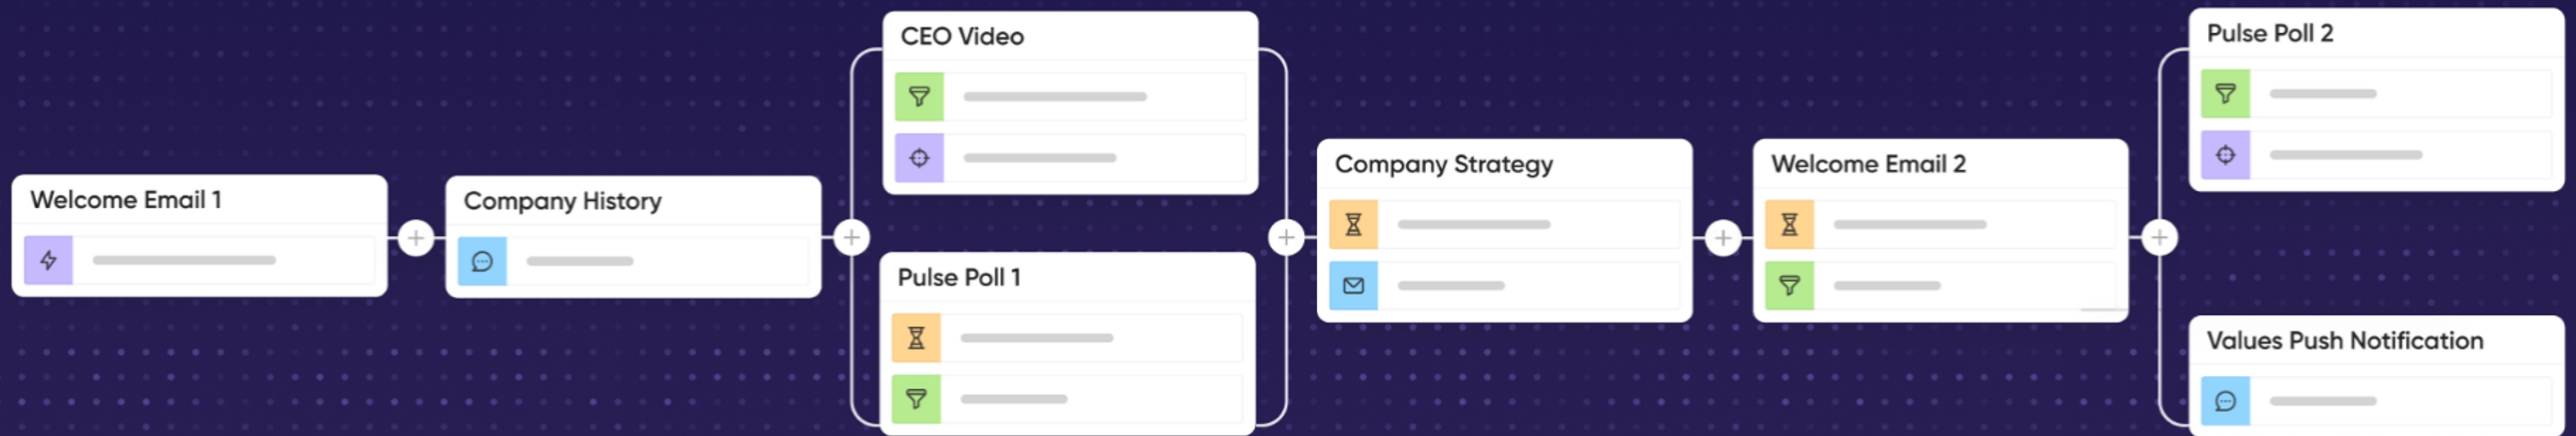 Welcome Email 1
Company History
CEO Video
Pulse Poll 1
Company Strategy
Welcome Email 2
Pulse Poll 2
Values Push Notification